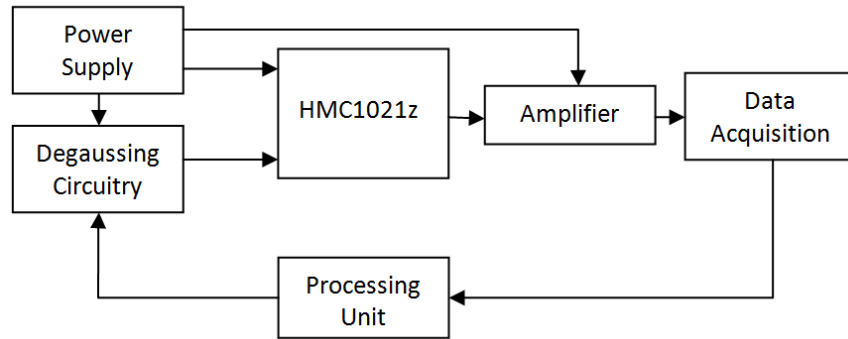 Power
Supply
HMC1021z
Amplifier
Data
Acquisition
Degaussing
Circuitry
Processing
Unit